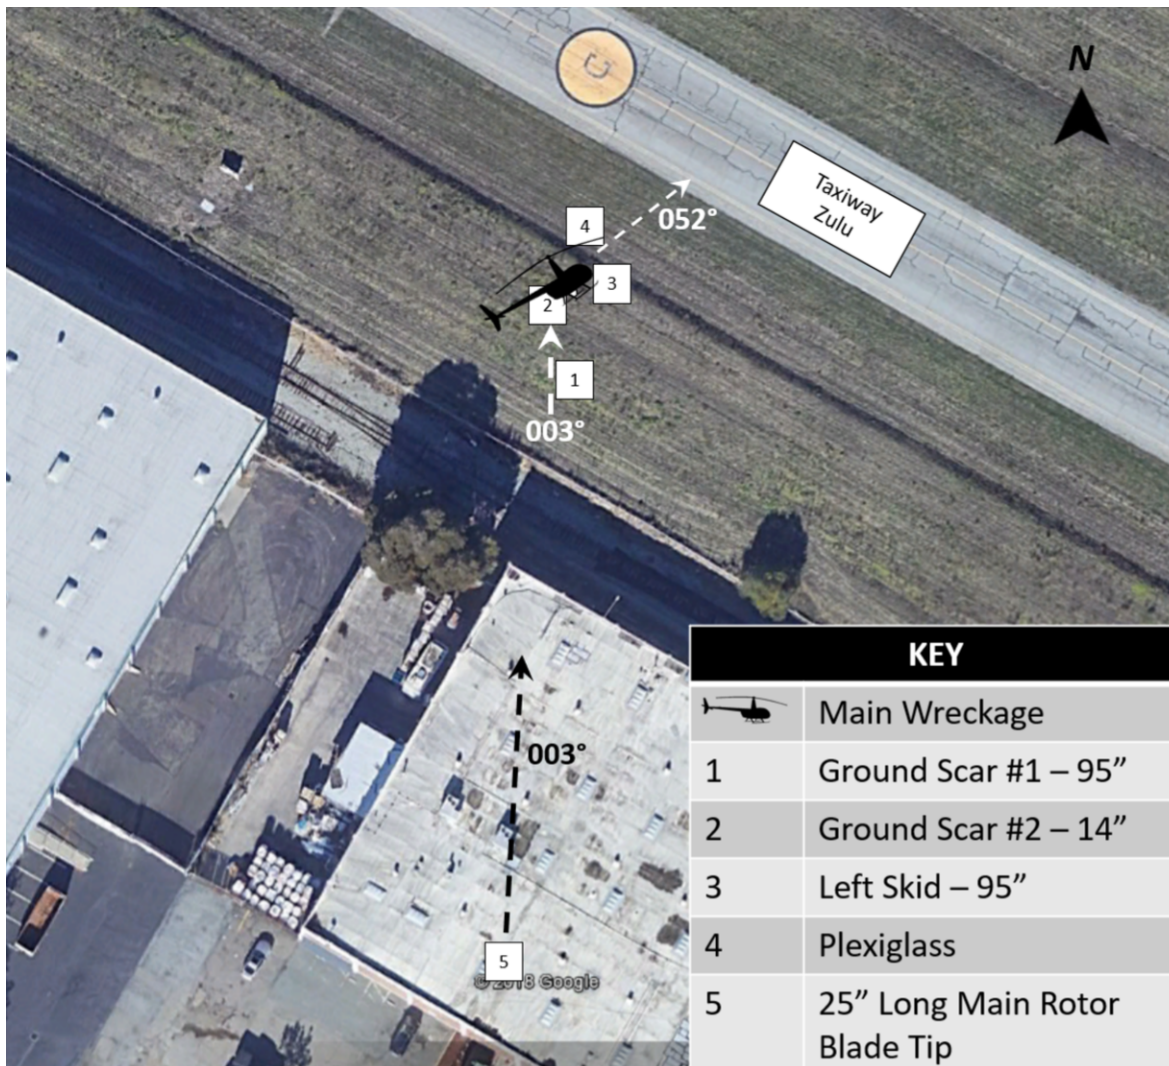 C
N
Taxiway
Zulu
4
052°
3
2
1
003°
003°
5
© 2018 Google
KEY
Main Wreckage
1 Ground Scar #1 – 95”
2 Ground Scar #2 – 14”
3 Left Skid – 95”
4 Plexiglass
5 25” Long Main Rotor
Blade Tip